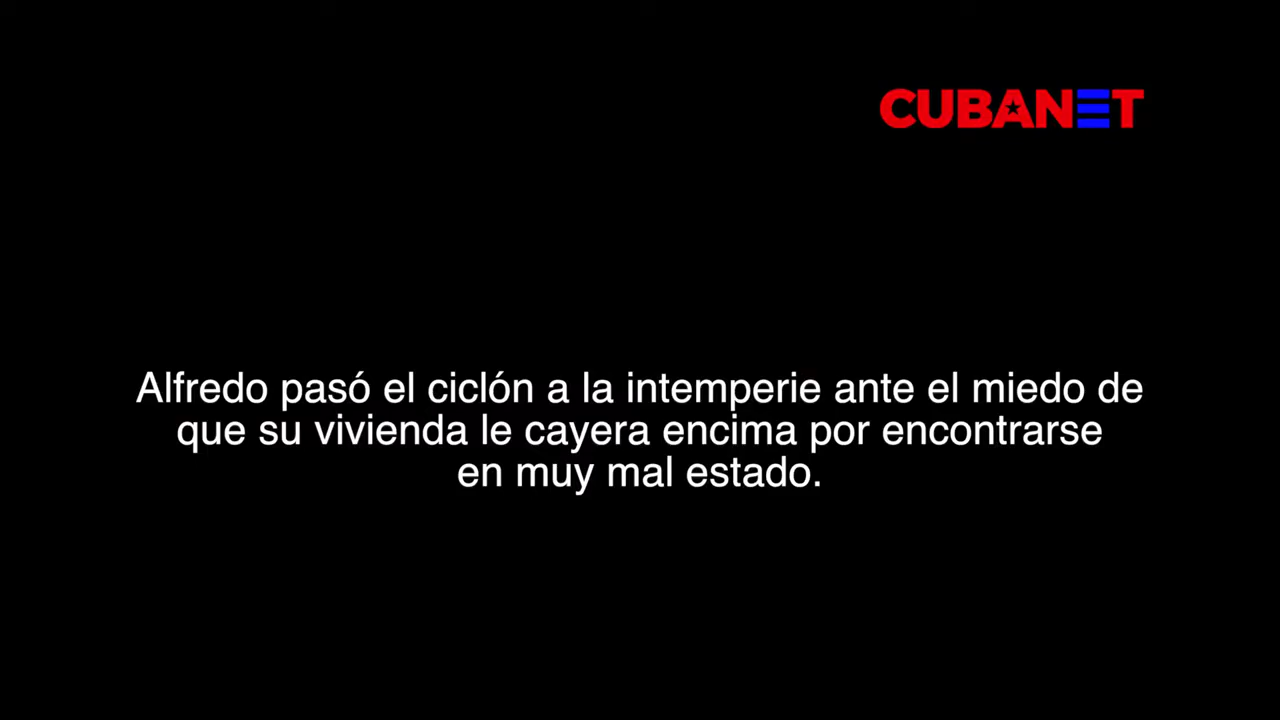 CUBANET
Alfredo pasó el ciclón a la intemperie ante el miedo de
que su vivienda le cayera encima por encontrarse
en muy mal estado.